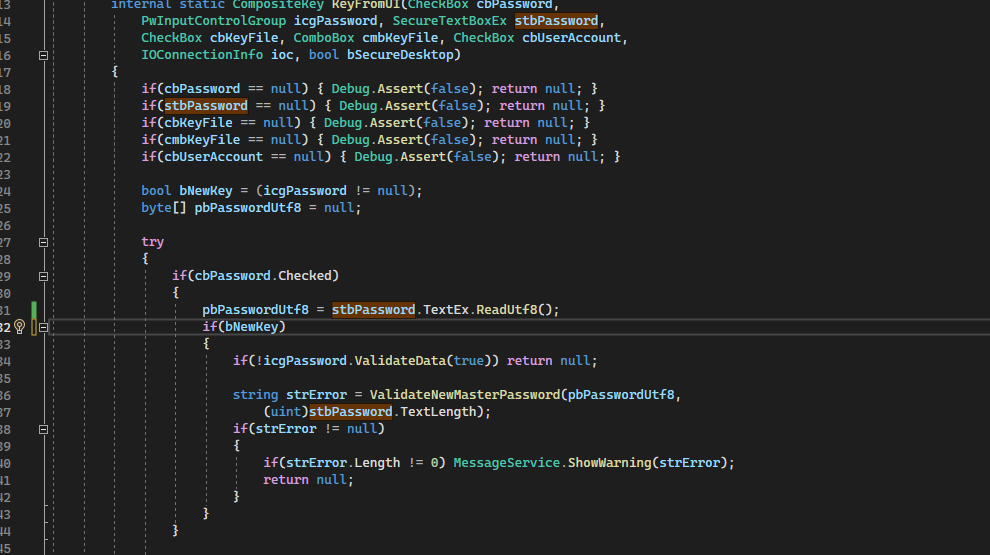 13 internal static CompositeKey KeyFromUI(CheckBox cbPassword,
14 PwInputControlGroup icgPassword, SecureTextBoxEx stbPassword,
15 CheckBox cbKeyFile, ComboBox cmbKeyFile, CheckBox cbUserAccount,
16 IOConnectionInfo ioc, bool bSecureDesktop)
17 {
18 if(cbPassword == null) { Debug.Assert(false); return null; }
19 if(stbPassword == null) { Debug.Assert(false); return null; }
20 if(cbKeyFile == null) { Debug.Assert(false); return null; }
21 if(cmbKeyFile == null) { Debug.Assert(false); return null; }
22 if(cbUserAccount == null) { Debug.Assert(false); return null; }
23
24 bool bNewKey = (icgPassword != null);
25 byte[] pbPasswordUtf8 = null;
26
27 try
28 {
29 if(cbPassword.Checked)
30 {
31 pbPasswordUtf8 = stbPassword.TextEx.ReadUtf8();
32 if(bNewKey)
33 {
34 if(!icgPassword.ValidateData(true)) return null;
35
36 string strError = ValidateNewMasterPassword(pbPasswordUtf8,
37 (uint)stbPassword.TextLength);
38 if(strError != null)
39 {
40 if(strError.Length != 0) MessageService.ShowWarning(strError);
41 return null;
42 }
43 }
44 }
45